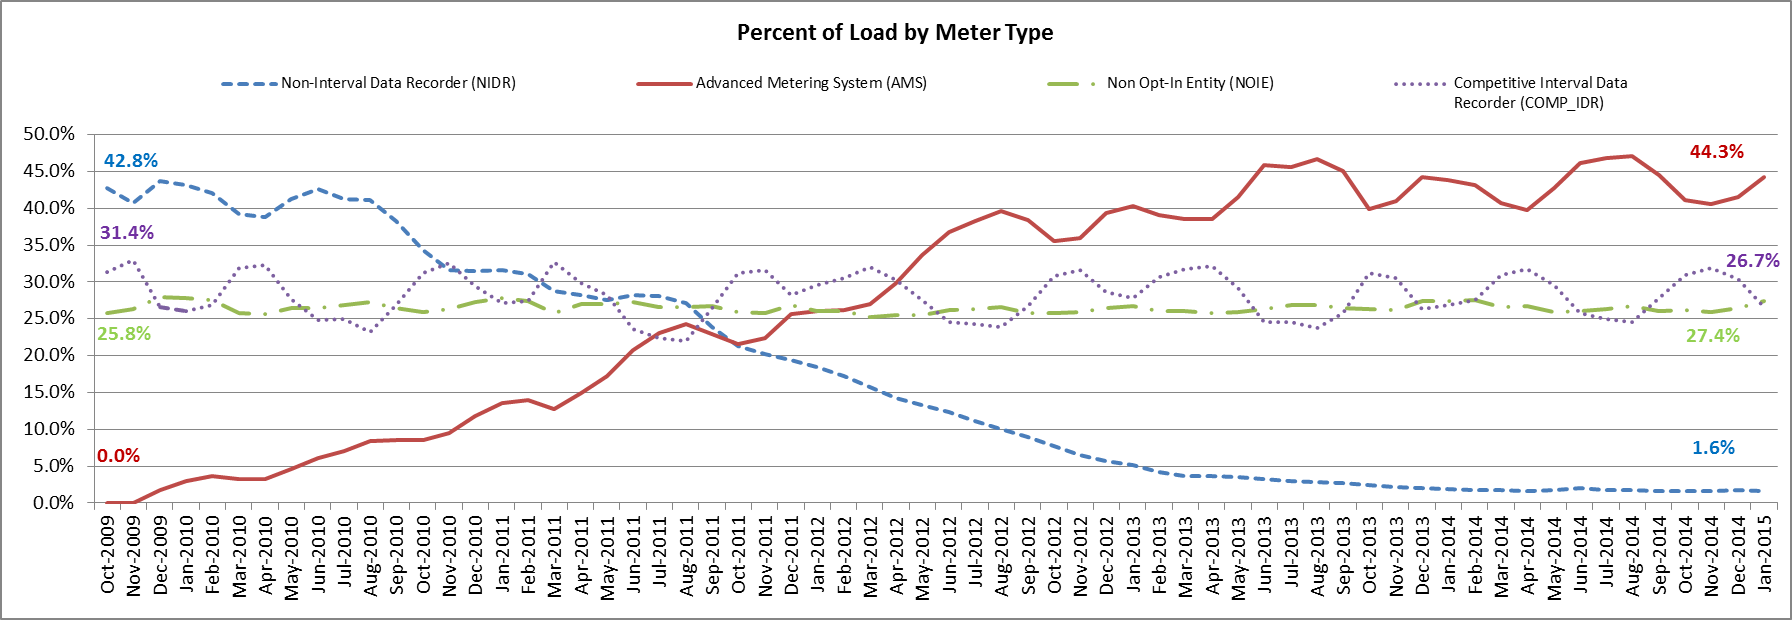 Percent of Load by Meter Type
Non-Interval Data Recorder (NIDR)
Advanced Metering System (AMS)
Non Opt-In Entity (NOIE)
Competitive Interval Data
Recorder (COMP_IDR)
50.0%
45.0%
40.0%
35.0%
30.0%
25.0%
20.0%
15.0%
10.0%
5.0%
0.0%
42.8%
31.4%
25.8%
0.0%
44.3%
26.7%
27.4%
1.6%
Oct-2009
Nov-2009
Dec-2009
Jan-2010
Feb-2010
Mar-2010
Apr-2010
May-2010
Jun-2010
Jul-2010
Aug-2010
Sep-2010
Oct-2010
Nov-2010
Dec-2010
Jan-2011
Feb-2011
Mar-2011
Apr-2011
May-2011
Jun-2011
Jul-2011
Aug-2011
Sep-2011
Oct-2011
Nov-2011
Dec-2011
Jan-2012
Feb-2012
Mar-2012
Apr-2012
May-2012
Jun-2012
Jul-2012
Aug-2012
Sep-2012
Oct-2012
Nov-2012
Dec-2012
Jan-2013
Feb-2013
Mar-2013
Apr-2013
May-2013
Jun-2013
Jul-2013
Aug-2013
Sep-2013
Oct-2013
Nov-2013
Dec-2013
Jan-2014
Feb-2014
Mar-2014
Apr-2014
May-2014
Jun-2014
Jul-2014
Aug-2014
Sep-2014
Oct-2014
Nov-2014
Dec-2014
Jan-2015